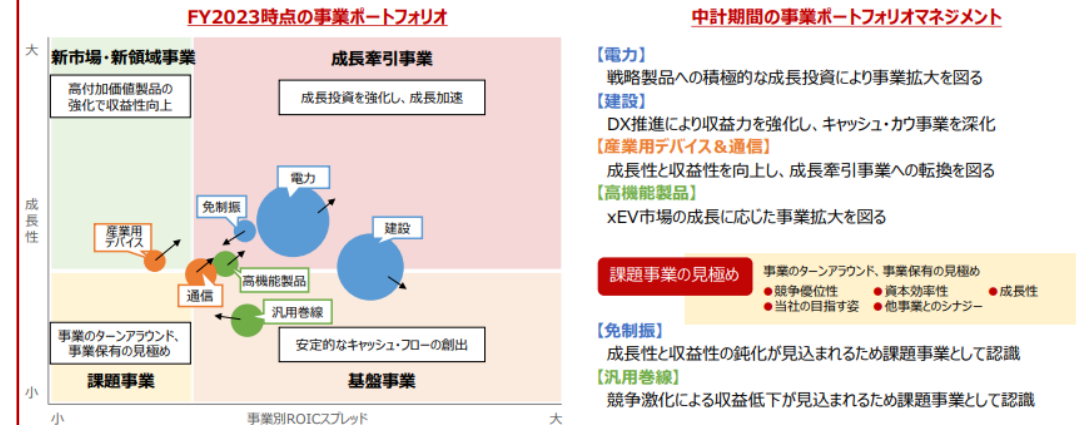 FY2023時点の事業ポートフォリオ
大
新市場・新領域事業
成長牽引事業
高付加価値製品の
強化で収益性向上
成長投資を強化し、成長加速
電力
免制振
建設
成
長
性
産業用
デバイス
高機能製品
通信
汎用巻線
事業のターンアラウンド、
事業保有の見極め
安定的なキャッシュ・フローの創出
課題事業
基盤事業
小
小
事業別ROICスプレッド
大
中計期間の事業ポートフォリオマネジメント
【電力】
戦略製品への積極的な成長投資により事業拡大を図る
【建設】
DX推進により収益力を強化し、キャッシュ・カウ事業を深化
【産業用デバイス&通信】
成長性と収益性を向上し、成長牽引事業への転換を図る
【高機能製品】
xEV市場の成長に応じた事業拡大を図る
課題事業の見極め
事業のターンアラウンド、事業保有の見極め
●競争優位性 ●資本効率性 ●成長性
●当社の目指す姿 ●他事業とのシナジー
【免制振】
成長性と収益性の鈍化が見込まれるため課題事業として認識
【汎用巻線】
競争激化による収益低下が見込まれるため課題事業として認識